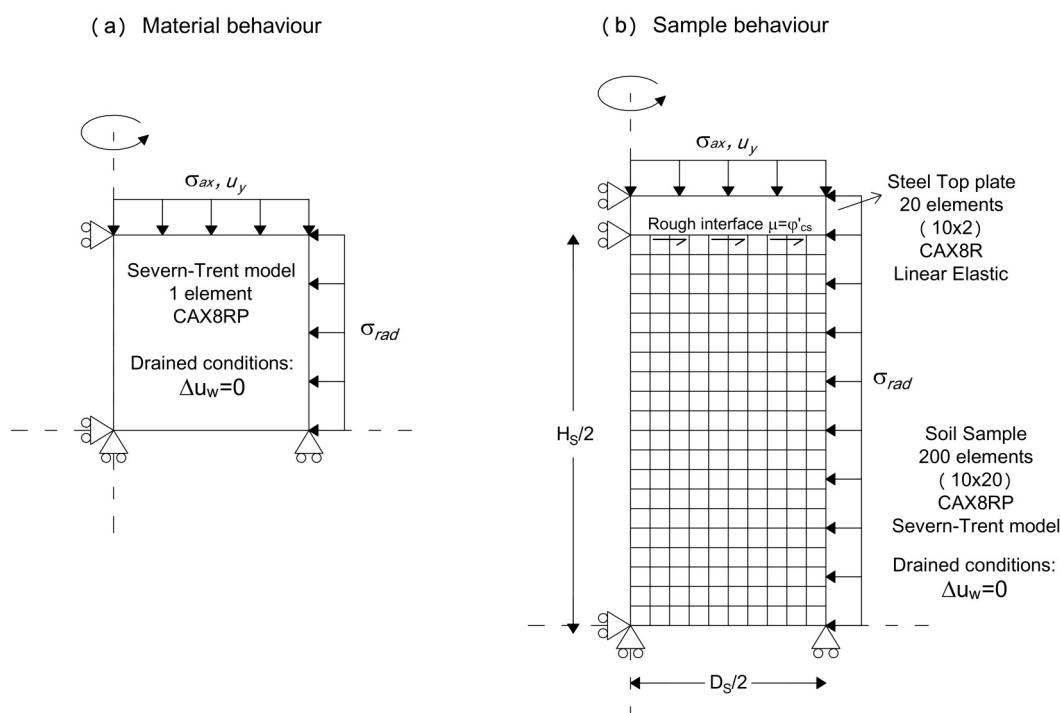 (a) Material behaviour
σax, uy
Severn-Trent model
1 element
CAX8RP
Drained conditions:
Δuw=0
σrad
(b) Sample behaviour
σax, uy
Steel Top plate
20 elements
(10x2)
CAX8R
Linear Elastic
Rough interface μ=φ'cs
σrad
HS/2
Soil Sample
200 elements
(10x20)
CAX8RP
Severn-Trent model
Drained conditions:
Δuw=0
DS/2